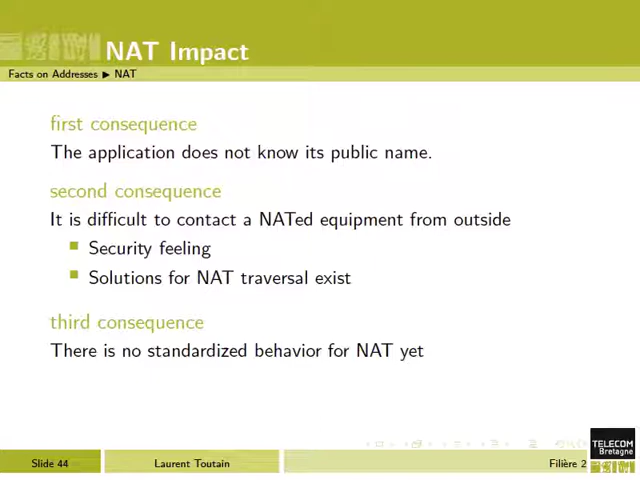 NAT Impact
Facts on Addresses ▶ NAT
first consequence
The application does not know its public name.
second consequence
It is difficult to contact a NATed equipment from outside
Security feeling
Solutions for NAT traversal exist
third consequence
There is no standardized behavior for NAT yet
TELECOM
Bretagne
Slide 44
Laurent Toutain
Filière 2